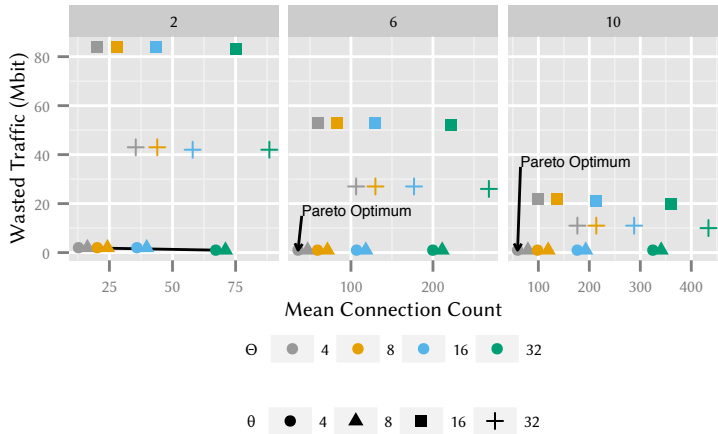 2 6 10
80
60
40
20
0
Wasted Traffic (Mbit)
Pareto Optimum
Pareto Optimum
25 50 75 100 200 100 200 300 400
Mean Connection Count
Θ 4 8 16 32
θ 4 8 16 32